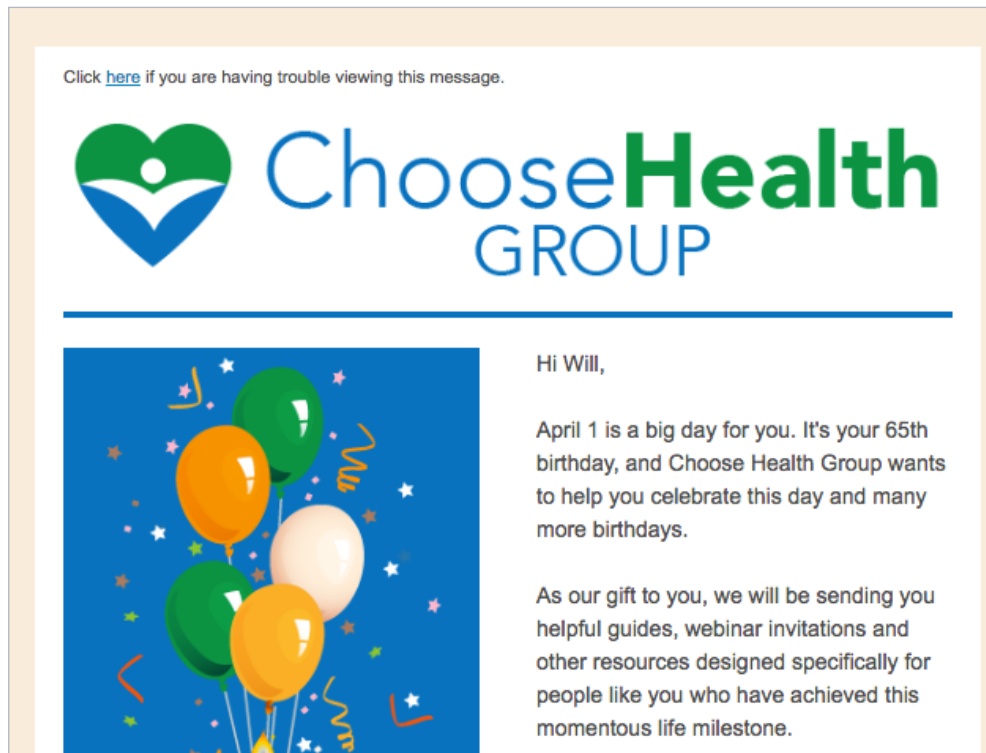 Click here if you are having trouble viewing this message.
ChooseHealth
GROUP
Hi Will,
April 1 is a big day for you. It's your 65th
birthday, and Choose Health Group wants
to help you celebrate this day and many
more birthdays.
As our gift to you, we will be sending you
helpful guides, webinar invitations and
other resources designed specifically for
people like you who have achieved this
momentous life milestone.